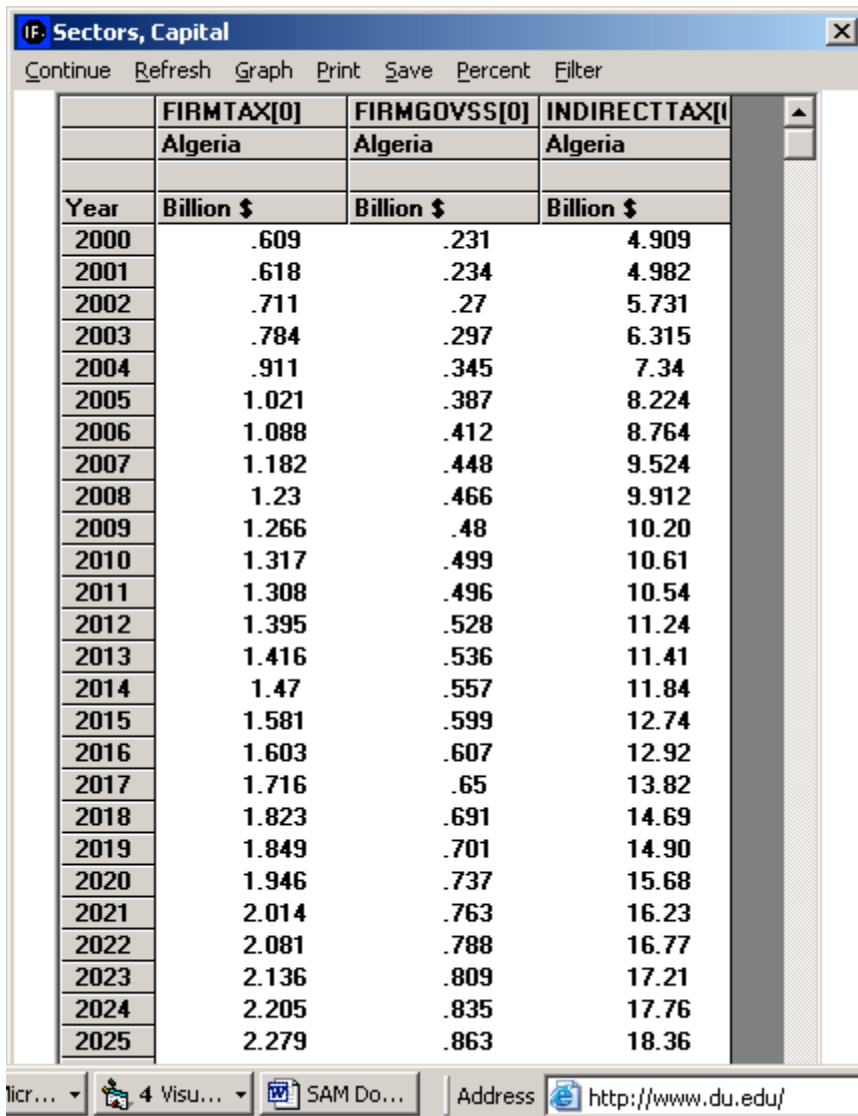 IFs Sectors, Capital
Continue Refresh Graph Print Save Percent Filter
FIRMTAX[0] FIRMGOVSS[0] INDIRECTTAX[(
Algeria Algeria Algeria
Year Billion $ Billion $ Billion $
2000 .609 .231 4.909
2001 .618 .234 4.982
2002 .711 .27 5.731
2003 .784 .297 6.315
2004 .911 .345 7.34
2005 1.021 .387 8.224
2006 1.088 .412 8.764
2007 1.182 .448 9.524
2008 1.23 .466 9.912
2009 1.266 .48 10.20
2010 1.317 .499 10.61
2011 1.308 .496 10.54
2012 1.395 .528 11.24
2013 1.416 .536 11.41
2014 1.47 .557 11.84
2015 1.581 .599 12.74
2016 1.603 .607 12.92
2017 1.716 .65 13.82
2018 1.823 .691 14.69
2019 1.849 .701 14.90
2020 1.946 .737 15.68
2021 2.014 .763 16.23
2022 2.081 .788 16.77
2023 2.136 .809 17.21
2024 2.205 .835 17.76
2025 2.279 .863 18.36
Micr... 4 Visu... SAM Do... Address http://www.du.edu/